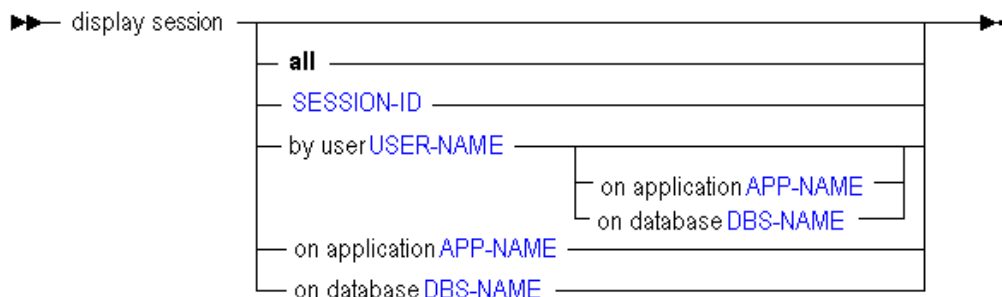 display session
all
SESSION-ID
by user USER-NAME
on application APP-NAME
on database DBS-NAME
on application APP-NAME
on database DBS-NAME